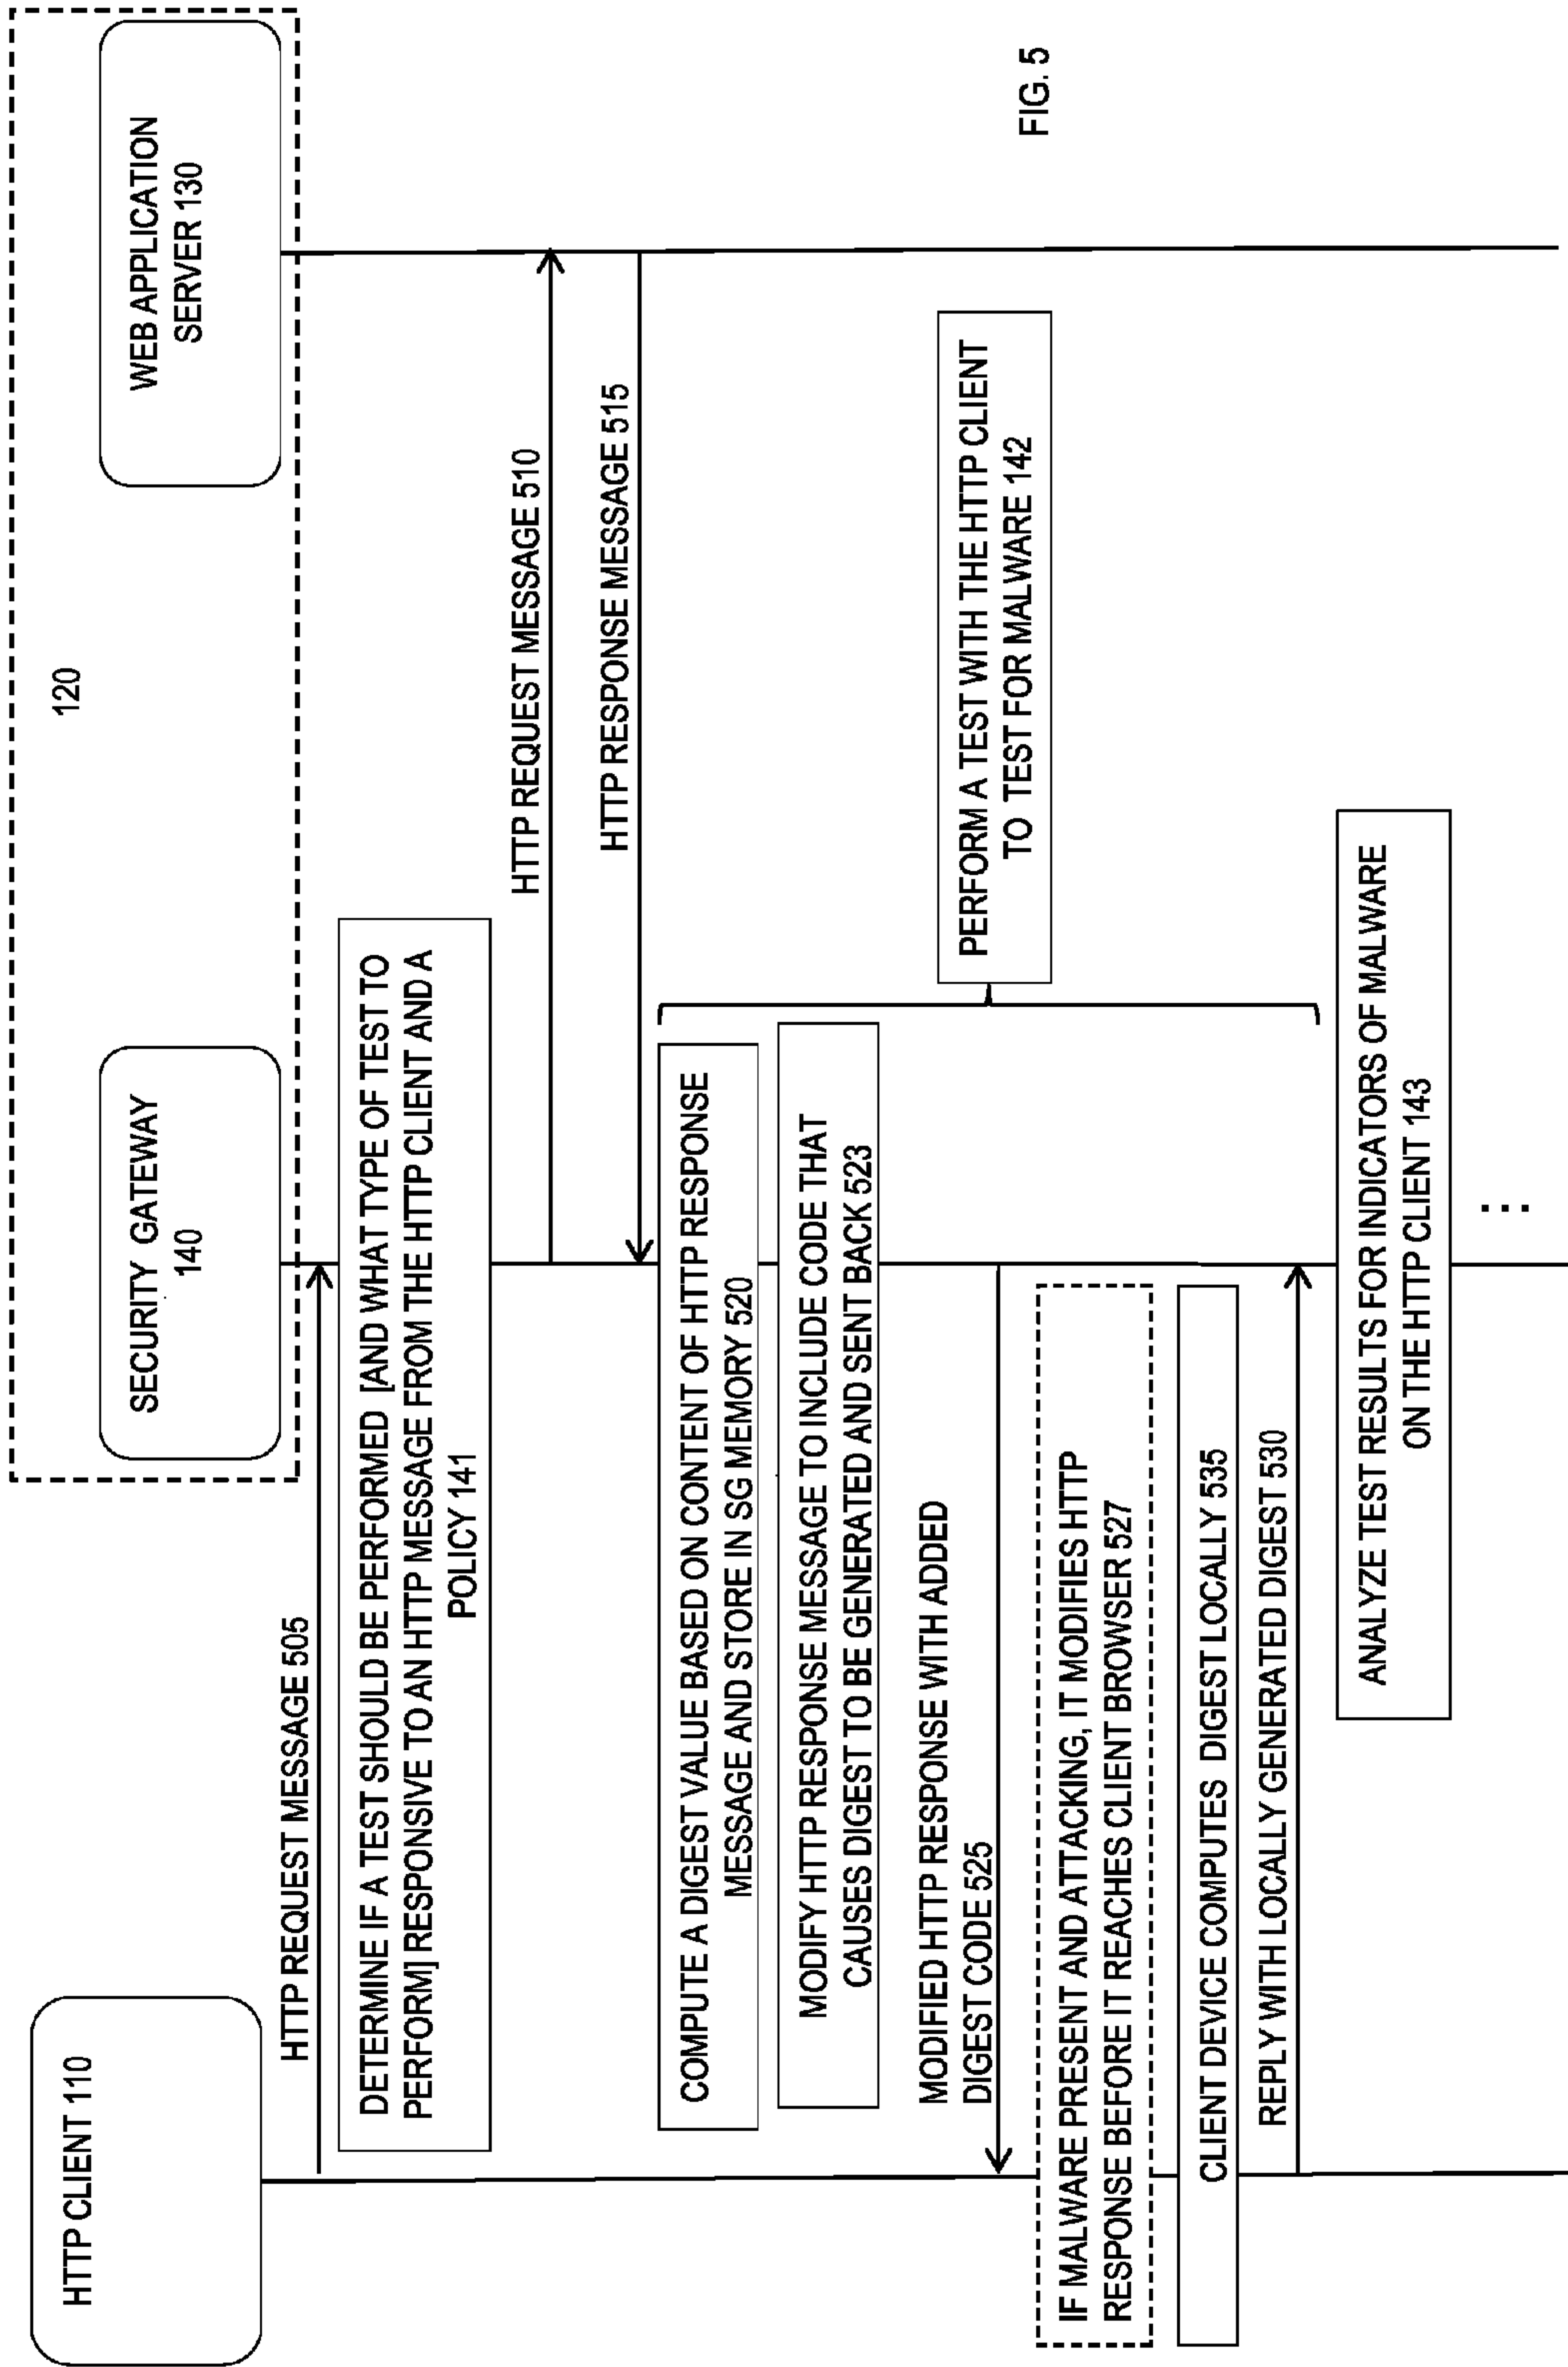 120
HTTP CLIENT 110
SECURITY GATEWAY
140
WEB APPLICATION
SERVER 130
HTTP REQUEST MESSAGE 505
DETERMINE IF A TEST SHOULD BE PERFORMED [AND WHAT TYPE OF TEST TO
PERFORM] RESPONSIVE TO AN HTTP MESSAGE FROM THE HTTP CLIENT AND A
POLICY 141
HTTP REQUEST MESSAGE 510
HTTP RESPONSE MESSAGE 515
COMPUTE A DIGEST VALUE BASED ON CONTENT OF HTTP RESPONSE
MESSAGE AND STORE IN SG MEMORY 520
MODIFY HTTP RESPONSE MESSAGE TO INCLUDE CODE THAT
CAUSES DIGEST TO BE GENERATED AND SENT BACK 523
MODIFIED HTTP RESPONSE WITH ADDED
DIGEST CODE 525
PERFORM A TEST WITH THE HTTP CLIENT
TO TEST FOR MALWARE 142
IF MALWARE PRESENT AND ATTACKING, IT MODIFIES HTTP
RESPONSE BEFORE IT REACHES CLIENT BROWSER 527
CLIENT DEVICE COMPUTES DIGEST LOCALLY 535
REPLY WITH LOCALLY GENERATED DIGEST 530
ANALYZE TEST RESULTS FOR INDICATORS OF MALWARE
ON THE HTTP CLIENT 143
...
FIG. 5